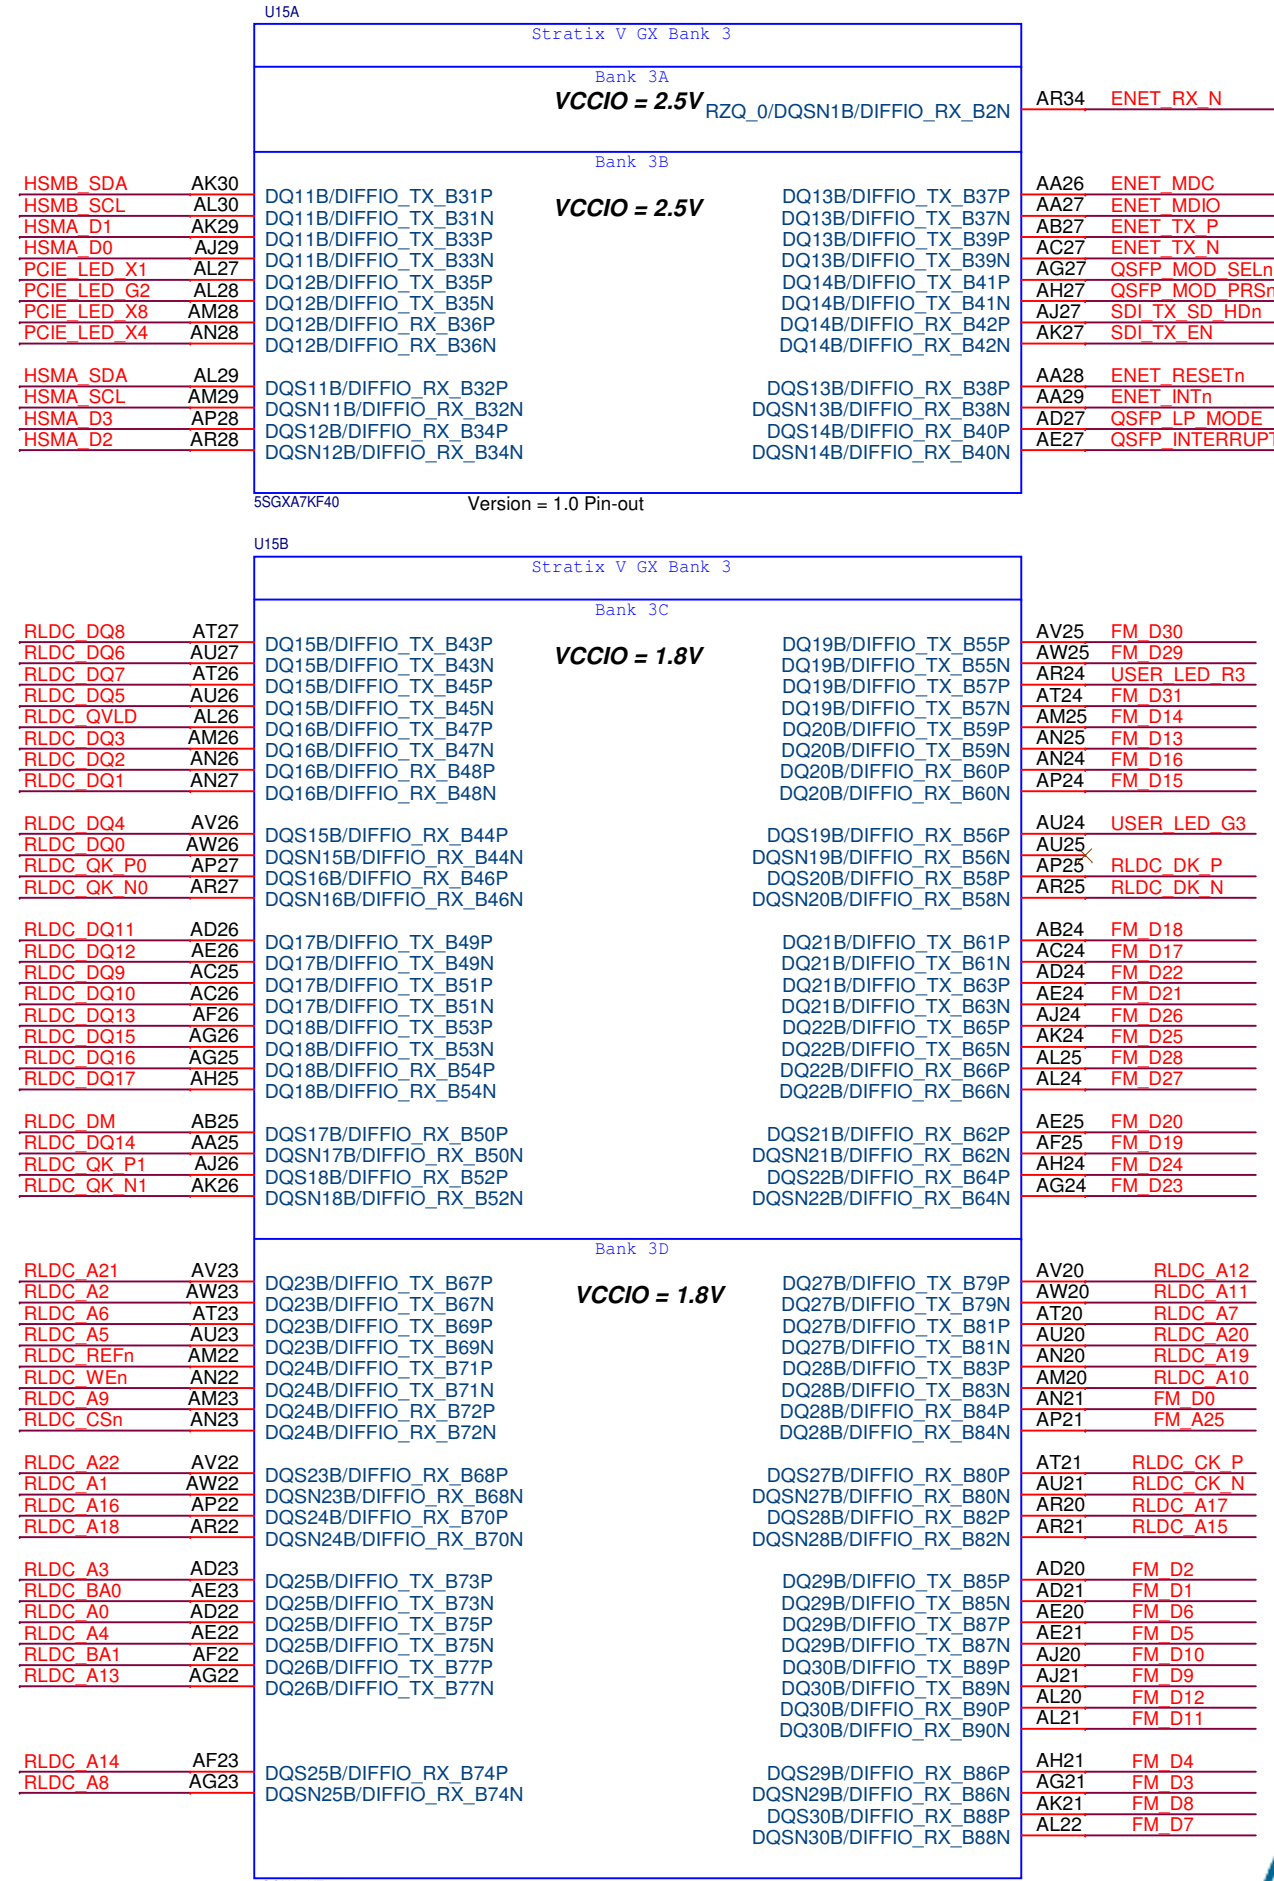 U15A
Stratix V GX Bank 3
Bank 3A
VCCIO = 2.5V
RZQ_0/DQSN1B/DIFFIO_RX_B2N AR34 ENET_RX_N
Bank 3B
VCCIO = 2.5V
HSMB_SDA AK30 DQ11B/DIFFIO_TX_B31P DQ13B/DIFFIO_TX_B37P AA26 ENET_MDC
HSMB_SCL AL30 DQ11B/DIFFIO_TX_B31N DQ13B/DIFFIO_TX_B37N AA27 ENET_MDIO
HSMA_D1 AK29 DQ11B/DIFFIO_TX_B33P DQ13B/DIFFIO_TX_B39P AB27 ENET_TX_P
HSMA_D0 AJ29 DQ11B/DIFFIO_TX_B33N DQ13B/DIFFIO_TX_B39N AC27 ENET_TX_N
PCIE_LED_X1 AL27 DQ12B/DIFFIO_TX_B35P DQ14B/DIFFIO_TX_B41P AG27 QSFP_MOD_SELn
PCIE_LED_G2 AL28 DQ12B/DIFFIO_TX_B35N DQ14B/DIFFIO_TX_B41N AH27 QSFP_MOD_PRSn
PCIE_LED_X8 AM28 DQ12B/DIFFIO_RX_B36P DQ14B/DIFFIO_RX_B42P AJ27 SDI_TX_SD_HDn
PCIE_LED_X4 AN28 DQ12B/DIFFIO_RX_B36N DQ14B/DIFFIO_RX_B42N AK27 SDI_TX_EN
HSMA_SDA AL29 DQS11B/DIFFIO_RX_B32P DQS13B/DIFFIO_RX_B38P AA28 ENET_RESETn
HSMA_SCL AM29 DQSN11B/DIFFIO_RX_B32N DQSN13B/DIFFIO_RX_B38N AA29 ENET_INTn
HSMA_D3 AP28 DQS12B/DIFFIO_RX_B34P DQS14B/DIFFIO_RX_B40P AD27 QSFP_LP_MODE
HSMA_D2 AR28 DQSN12B/DIFFIO_RX_B34N DQSN14B/DIFFIO_RX_B40N AE27 QSFP_INTERRUPT
5SGXA7KF40 Version = 1.0 Pin-out
U15B
Stratix V GX Bank 3
Bank 3C
VCCIO = 1.8V
RLDC_DQ8 AT27 DQ15B/DIFFIO_TX_B43P DQ19B/DIFFIO_TX_B55P AV25 FM_D30
RLDC_DQ6 AU27 DQ15B/DIFFIO_TX_B43N DQ19B/DIFFIO_TX_B55N AW25 FM_D29
RLDC_DQ7 AT26 DQ15B/DIFFIO_TX_B45P DQ19B/DIFFIO_TX_B57P AR24 USER_LED_R3
RLDC_DQ5 AU26 DQ15B/DIFFIO_TX_B45N DQ19B/DIFFIO_TX_B57N AT24 FM_D31
RLDC_QVLD AL26 DQ16B/DIFFIO_TX_B47P DQ20B/DIFFIO_TX_B59P AM25 FM_D14
RLDC_DQ3 AM26 DQ16B/DIFFIO_TX_B47N DQ20B/DIFFIO_TX_B59N AN25 FM_D13
RLDC_DQ2 AN26 DQ16B/DIFFIO_RX_B48P DQ20B/DIFFIO_RX_B60P AN24 FM_D16
RLDC_DQ1 AN27 DQ16B/DIFFIO_RX_B48N DQ20B/DIFFIO_RX_B60N AP24 FM_D15
RLDC_DQ4 AV26 DQS15B/DIFFIO_RX_B44P DQS19B/DIFFIO_RX_B56P AU24 USER_LED_G3
RLDC_DQ0 AW26 DQSN15B/DIFFIO_RX_B44N DQSN19B/DIFFIO_RX_B56N AU25
RLDC_QK_P0 AP27 DQS16B/DIFFIO_RX_B46P DQS20B/DIFFIO_RX_B58P AP25 RLDC_DK_P
RLDC_QK_N0 AR27 DQSN16B/DIFFIO_RX_B46N DQSN20B/DIFFIO_RX_B58N AR25 RLDC_DK_N
RLDC_DQ11 AD26 DQ17B/DIFFIO_TX_B49P DQ21B/DIFFIO_TX_B61P AB24 FM_D18
RLDC_DQ12 AE26 DQ17B/DIFFIO_TX_B49N DQ21B/DIFFIO_TX_B61N AC24 FM_D17
RLDC_DQ9 AC25 DQ17B/DIFFIO_TX_B51P DQ21B/DIFFIO_TX_B63P AD24 FM_D22
RLDC_DQ10 AC26 DQ17B/DIFFIO_TX_B51N DQ21B/DIFFIO_TX_B63N AE24 FM_D21
RLDC_DQ13 AF26 DQ18B/DIFFIO_TX_B53P DQ22B/DIFFIO_TX_B65P AJ24 FM_D26
RLDC_DQ15 AG26 DQ18B/DIFFIO_TX_B53N DQ22B/DIFFIO_TX_B65N AK24 FM_D25
RLDC_DQ16 AG25 DQ18B/DIFFIO_RX_B54P DQ22B/DIFFIO_RX_B66P AL25 FM_D28
RLDC_DQ17 AH25 DQ18B/DIFFIO_RX_B54N DQ22B/DIFFIO_RX_B66N AL24 FM_D27
RLDC_DM AB25 DQS17B/DIFFIO_RX_B50P DQS21B/DIFFIO_RX_B62P AE25 FM_D20
RLDC_DQ14 AA25 DQSN17B/DIFFIO_RX_B50N DQSN21B/DIFFIO_RX_B62N AF25 FM_D19
RLDC_QK_P1 AJ26 DQS18B/DIFFIO_RX_B52P DQS22B/DIFFIO_RX_B64P AH24 FM_D24
RLDC_QK_N1 AK26 DQSN18B/DIFFIO_RX_B52N DQSN22B/DIFFIO_RX_B64N AG24 FM_D23
Bank 3D
VCCIO = 1.8V
RLDC_A21 AV23 DQ23B/DIFFIO_TX_B67P DQ27B/DIFFIO_TX_B79P AV20 RLDC_A12
RLDC_A2 AW23 DQ23B/DIFFIO_TX_B67N DQ27B/DIFFIO_TX_B79N AW20 RLDC_A11
RLDC_A6 AT23 DQ23B/DIFFIO_TX_B69P DQ27B/DIFFIO_TX_B81P AT20 RLDC_A7
RLDC_A5 AU23 DQ23B/DIFFIO_TX_B69N DQ27B/DIFFIO_TX_B81N AU20 RLDC_A20
RLDC_REFn AM22 DQ24B/DIFFIO_TX_B71P DQ28B/DIFFIO_TX_B83P AN20 RLDC_A19
RLDC_WEn AN22 DQ24B/DIFFIO_TX_B71N DQ28B/DIFFIO_TX_B83N AM20 RLDC_A10
RLDC_A9 AM23 DQ24B/DIFFIO_RX_B72P DQ28B/DIFFIO_RX_B84P AN21 FM_D0
RLDC_CSn AN23 DQ24B/DIFFIO_RX_B72N DQ28B/DIFFIO_RX_B84N AP21 FM_A25
RLDC_A22 AV22 DQS23B/DIFFIO_RX_B68P DQS27B/DIFFIO_RX_B80P AT21 RLDC_CK_P
RLDC_A1 AW22 DQSN23B/DIFFIO_RX_B68N DQSN27B/DIFFIO_RX_B80N AU21 RLDC_CK_N
RLDC_A16 AP22 DQS24B/DIFFIO_RX_B70P DQS28B/DIFFIO_RX_B82P AR20 RLDC_A17
RLDC_A18 AR22 DQSN24B/DIFFIO_RX_B70N DQSN28B/DIFFIO_RX_B82N AR21 RLDC_A15
RLDC_A3 AD23 DQ25B/DIFFIO_TX_B73P DQ29B/DIFFIO_TX_B85P AD20 FM_D2
RLDC_BA0 AE23 DQ25B/DIFFIO_TX_B73N DQ29B/DIFFIO_TX_B85N AD21 FM_D1
RLDC_A0 AD22 DQ25B/DIFFIO_TX_B75P DQ29B/DIFFIO_TX_B87P AE20 FM_D6
RLDC_A4 AE22 DQ25B/DIFFIO_TX_B75N DQ29B/DIFFIO_TX_B87N AE21 FM_D5
RLDC_BA1 AF22 DQ26B/DIFFIO_TX_B77P DQ30B/DIFFIO_TX_B89P AJ20 FM_D10
RLDC_A13 AG22 DQ26B/DIFFIO_TX_B77N DQ30B/DIFFIO_TX_B89N AJ21 FM_D9
DQ30B/DIFFIO_RX_B90P AL20 FM_D12
DQ30B/DIFFIO_RX_B90N AL21 FM_D11
RLDC_A14 AF23 DQS25B/DIFFIO_RX_B74P DQS29B/DIFFIO_RX_B86P AH21 FM_D4
RLDC_A8 AG23 DQSN25B/DIFFIO_RX_B74N DQSN29B/DIFFIO_RX_B86N AG21 FM_D3
DQS30B/DIFFIO_RX_B88P AK21 FM_D8
DQSN30B/DIFFIO_RX_B88N AL22 FM_D7